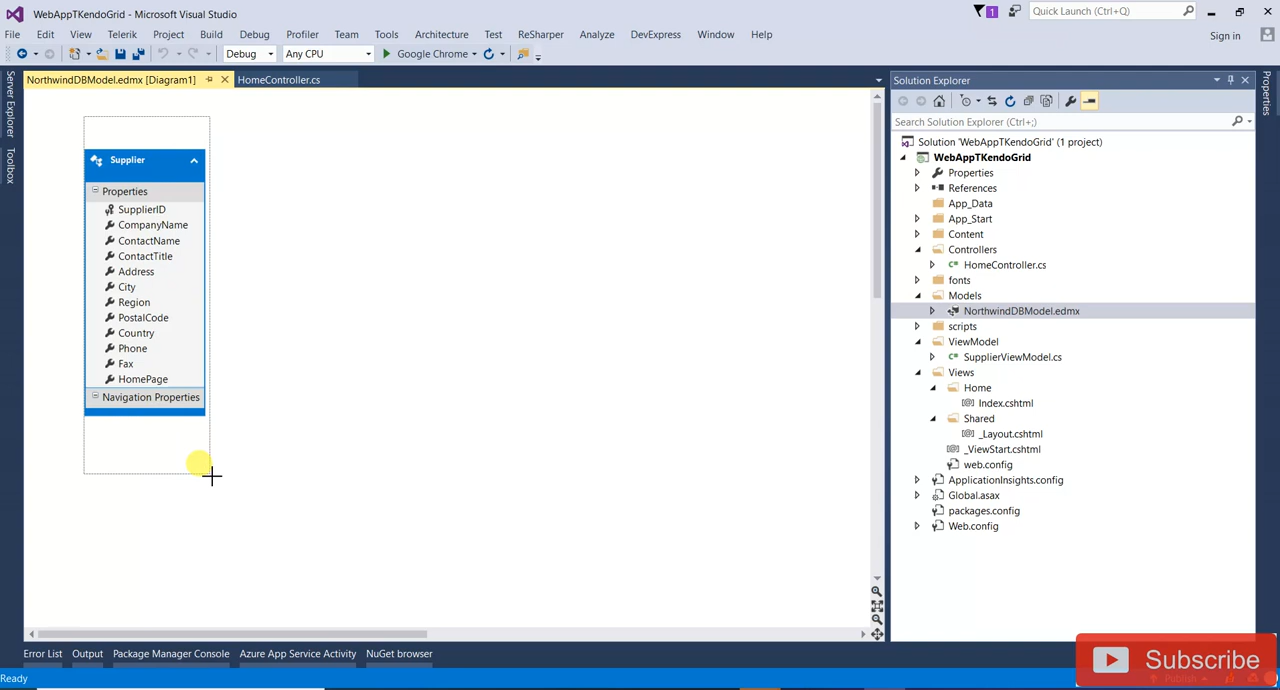 WebAppTKendoGrid - Microsoft Visual Studio
1
Quick Launch (Ctrl+Q)
File Edit View Telerik Project Build Debug Profiler Team Tools Architecture Test ReSharper Analyze DevExpress Window Help
Sign in
Debug Any CPU Google Chrome
Server Explorer
Toolbox
NorthwindDBModel.edmx [Diagram1]
HomeController.cs
Supplier
Properties
SupplierID
CompanyName
ContactName
ContactTitle
Address
City
Region
PostalCode
Country
Phone
Fax
HomePage
Navigation Properties
Solution Explorer
Search Solution Explorer (Ctrl+;)
Solution 'WebAppTKendoGrid' (1 project)
WebAppTKendoGrid
Properties
References
App_Data
App_Start
Content
Controllers
HomeController.cs
fonts
Models
NorthwindDBModel.edmx
scripts
ViewModel
SupplierViewModel.cs
Views
Home
Index.cshtml
Shared
_Layout.cshtml
_ViewStart.cshtml
web.config
ApplicationInsights.config
Global.asax
packages.config
Web.config
Properties
Error List Output Package Manager Console Azure App Service Activity NuGet browser
Ready
Subscribe
Publish